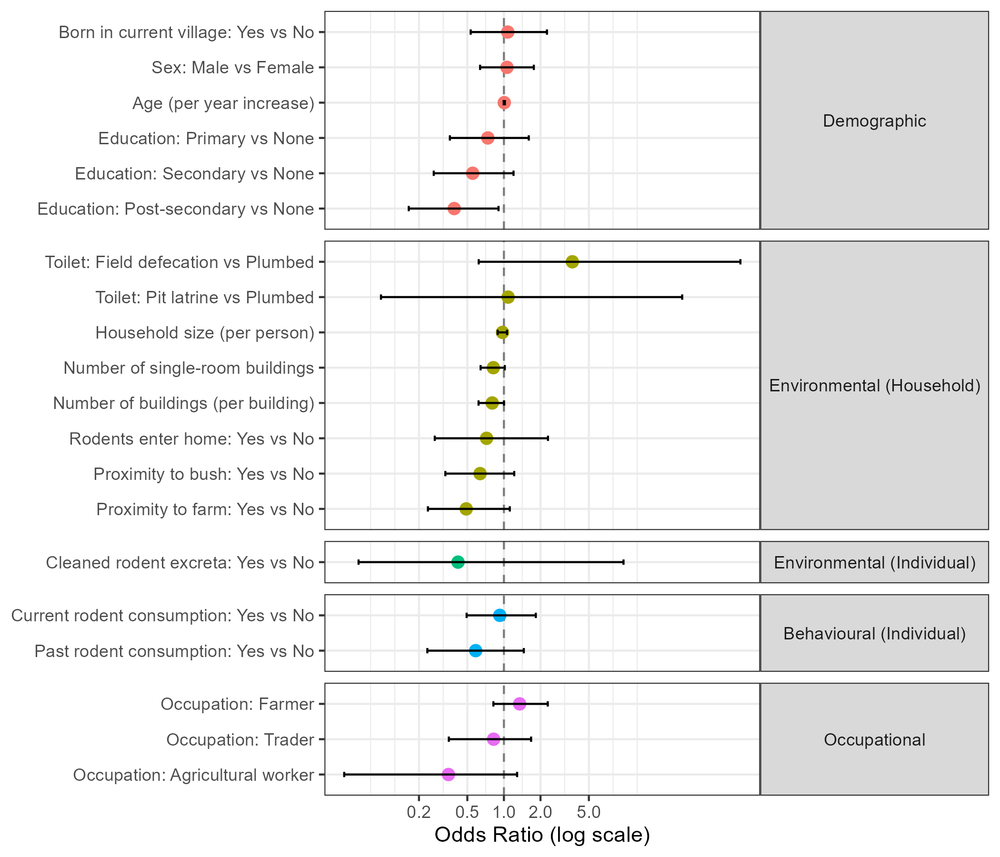 Born in current village: Yes vs No
Sex: Male vs Female
Age (per year increase)
Education: Primary vs None
Education: Secondary vs None
Education: Post-secondary vs None
Demographic
Toilet: Field defecation vs Plumbed
Toilet: Pit latrine vs Plumbed
Household size (per person)
Number of single-room buildings
Number of buildings (per building)
Rodents enter home: Yes vs No
Proximity to bush: Yes vs No
Proximity to farm: Yes vs No
Environmental (Household)
Cleaned rodent excreta: Yes vs No
Environmental (Individual)
Current rodent consumption: Yes vs No
Past rodent consumption: Yes vs No
Behavioural (Individual)
Occupation: Farmer
Occupation: Trader
Occupation: Agricultural worker
Occupational
0.2 0.5 1.0 2.0 5.0
Odds Ratio (log scale)